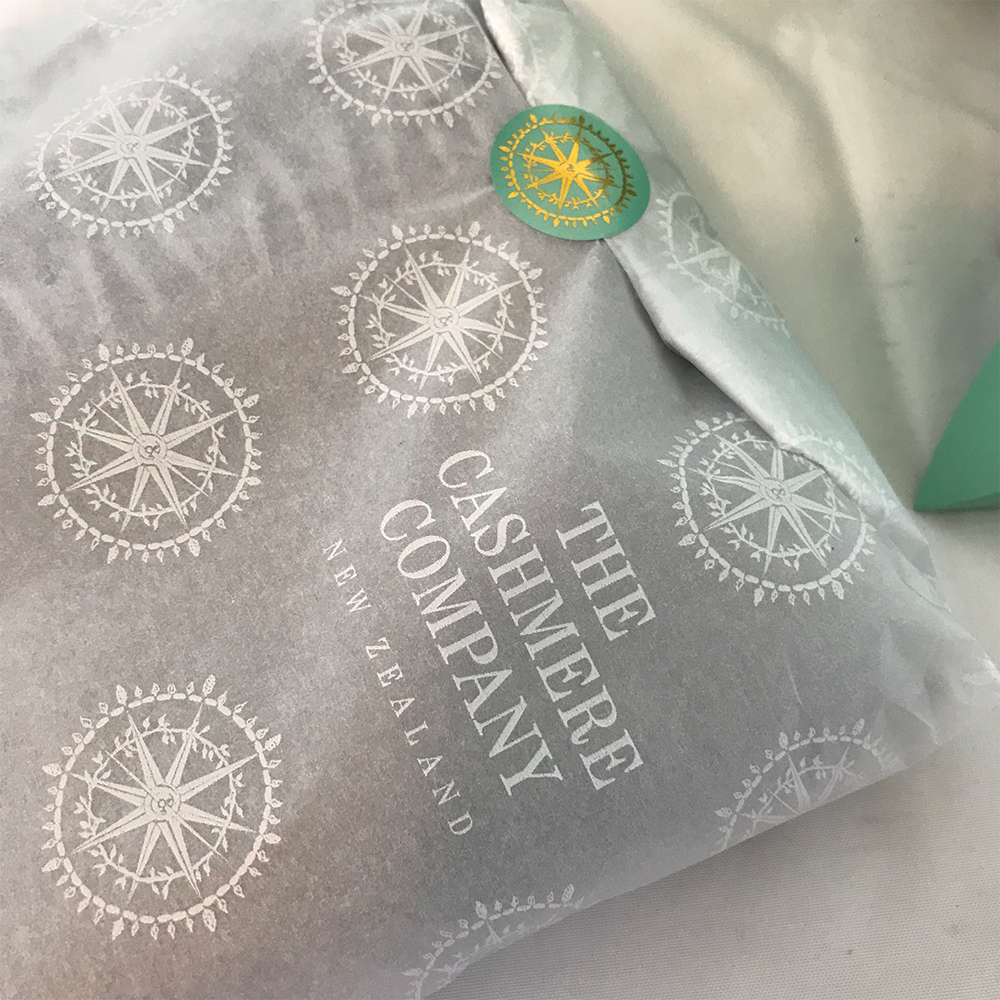 THE
CASHMERE
COMPANY
NEW ZEALAND